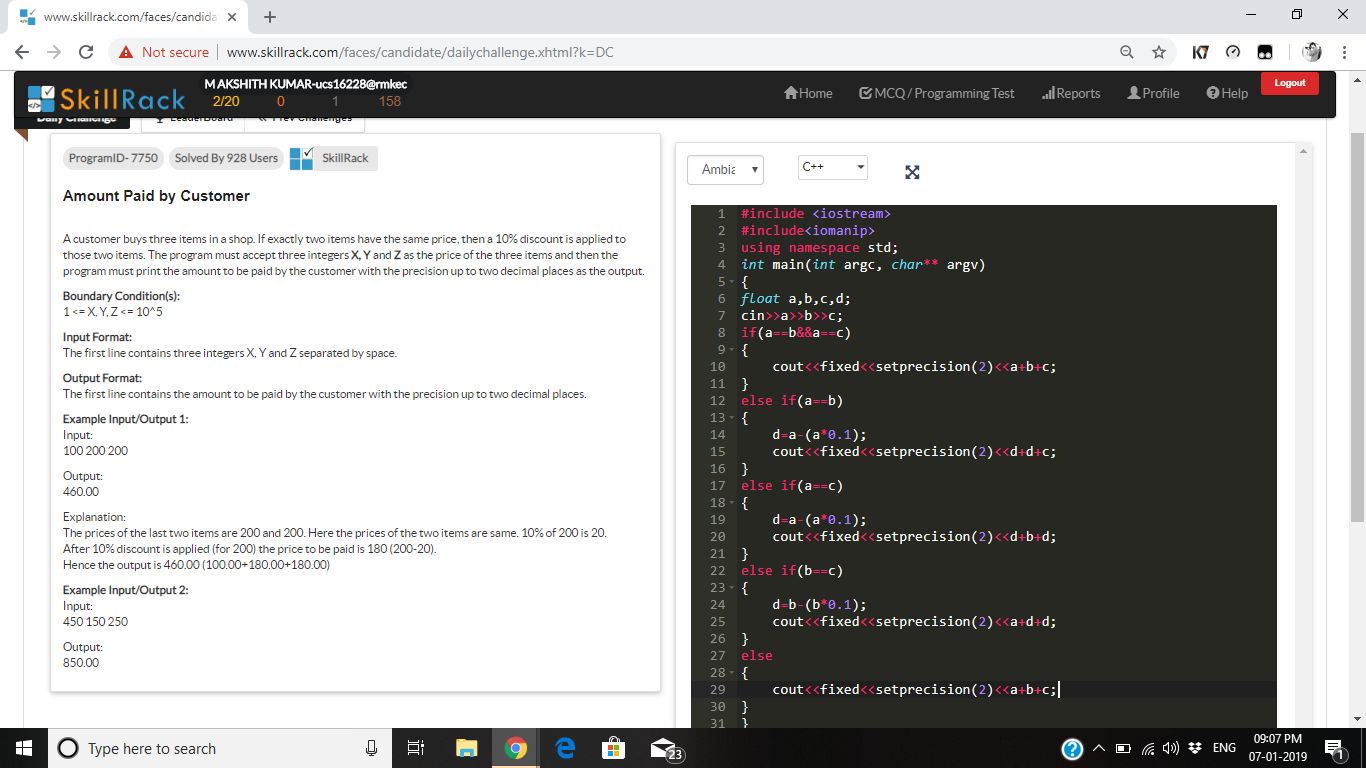 www.skillrack.com/faces/candida
Not secure www.skillrack.com/faces/candidate/dailychallenge.xhtml?k=DC
SkillRack
M AKSHITH KUMAR-ucs16228@rmkec
2/20 0 1 158
Home MCQ / Programming Test Reports Profile Help Logout
Daily Challenge LeaderBoard Prev Challenges
ProgramID- 7750 Solved By 928 Users SkillRack
Amount Paid by Customer
A customer buys three items in a shop. If exactly two items have the same price, then a 10% discount is applied to
those two items. The program must accept three integers X, Y and Z as the price of the three items and then the
program must print the amount to be paid by the customer with the precision up to two decimal places as the output.
Boundary Condition(s):
1 <= X, Y, Z <= 10^5
Input Format:
The first line contains three integers X, Y and Z separated by space.
Output Format:
The first line contains the amount to be paid by the customer with the precision up to two decimal places.
Example Input/Output 1:
Input:
100 200 200
Output:
460.00
Explanation:
The prices of the last two items are 200 and 200. Here the prices of the two items are same. 10% of 200 is 20.
After 10% discount is applied (for 200) the price to be paid is 180 (200-20).
Hence the output is 460.00 (100.00+180.00+180.00)
Example Input/Output 2:
Input:
450 150 250
Output:
850.00
Ambia C++
1 #include <iostream>
2 #include<iomanip>
3 using namespace std;
4 int main(int argc, char** argv)
5 {
6 float a,b,c,d;
7 cin>>a>>b>>c;
8 if(a==b&&a==c)
9 {
10 cout<<fixed<<setprecision(2)<<a+b+c;
11 }
12 else if(a==b)
13 {
14 d=a-(a*0.1);
15 cout<<fixed<<setprecision(2)<<d+d+c;
16 }
17 else if(a==c)
18 {
19 d=a-(a*0.1);
20 cout<<fixed<<setprecision(2)<<d+b+d;
21 }
22 else if(b==c)
23 {
24 d=b-(b*0.1);
25 cout<<fixed<<setprecision(2)<<a+d+d;
26 }
27 else
28 {
29 cout<<fixed<<setprecision(2)<<a+b+c;
30 }
31 }
Type here to search
23
ENG
09:07 PM
07-01-2019
1